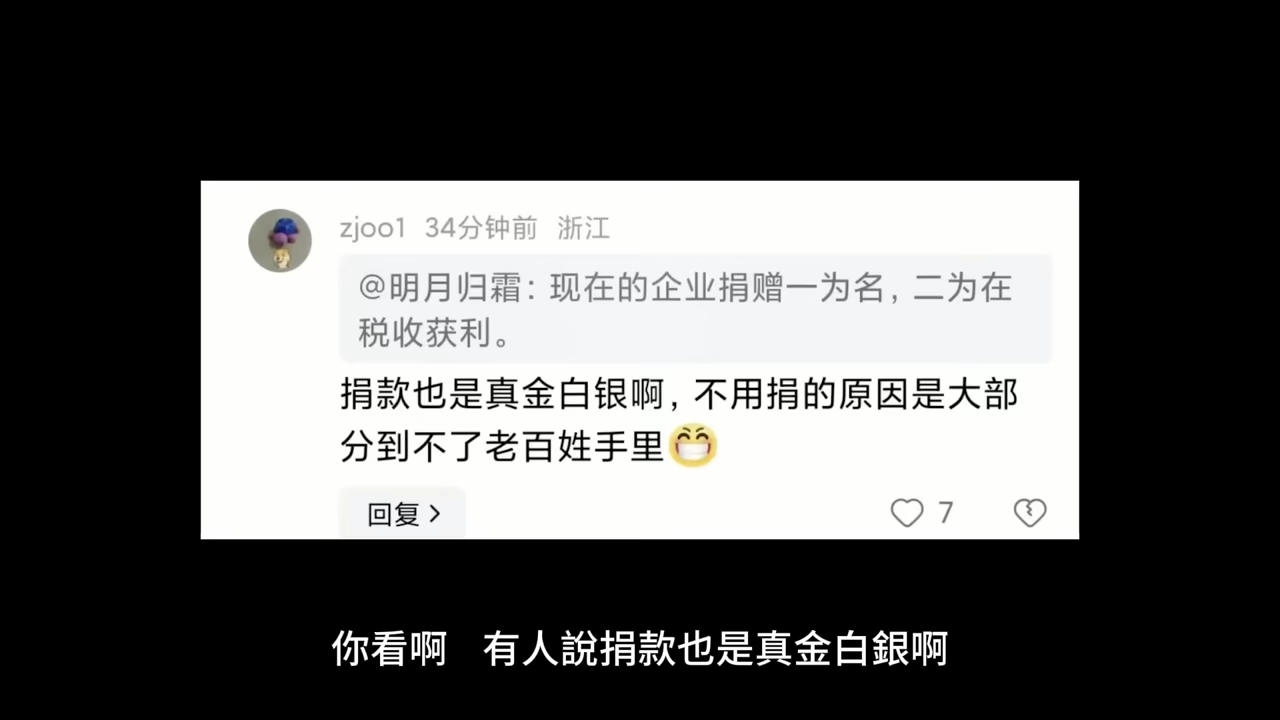 zjoo1 34分钟前 浙江
@明月归霜：现在的企业捐赠一为名，二为在
税收获利。
捐款也是真金白银啊，不用捐的原因是大部
分到不了老百姓手里😁
回复 >
7
你看啊 有人說捐款也是真金白銀啊